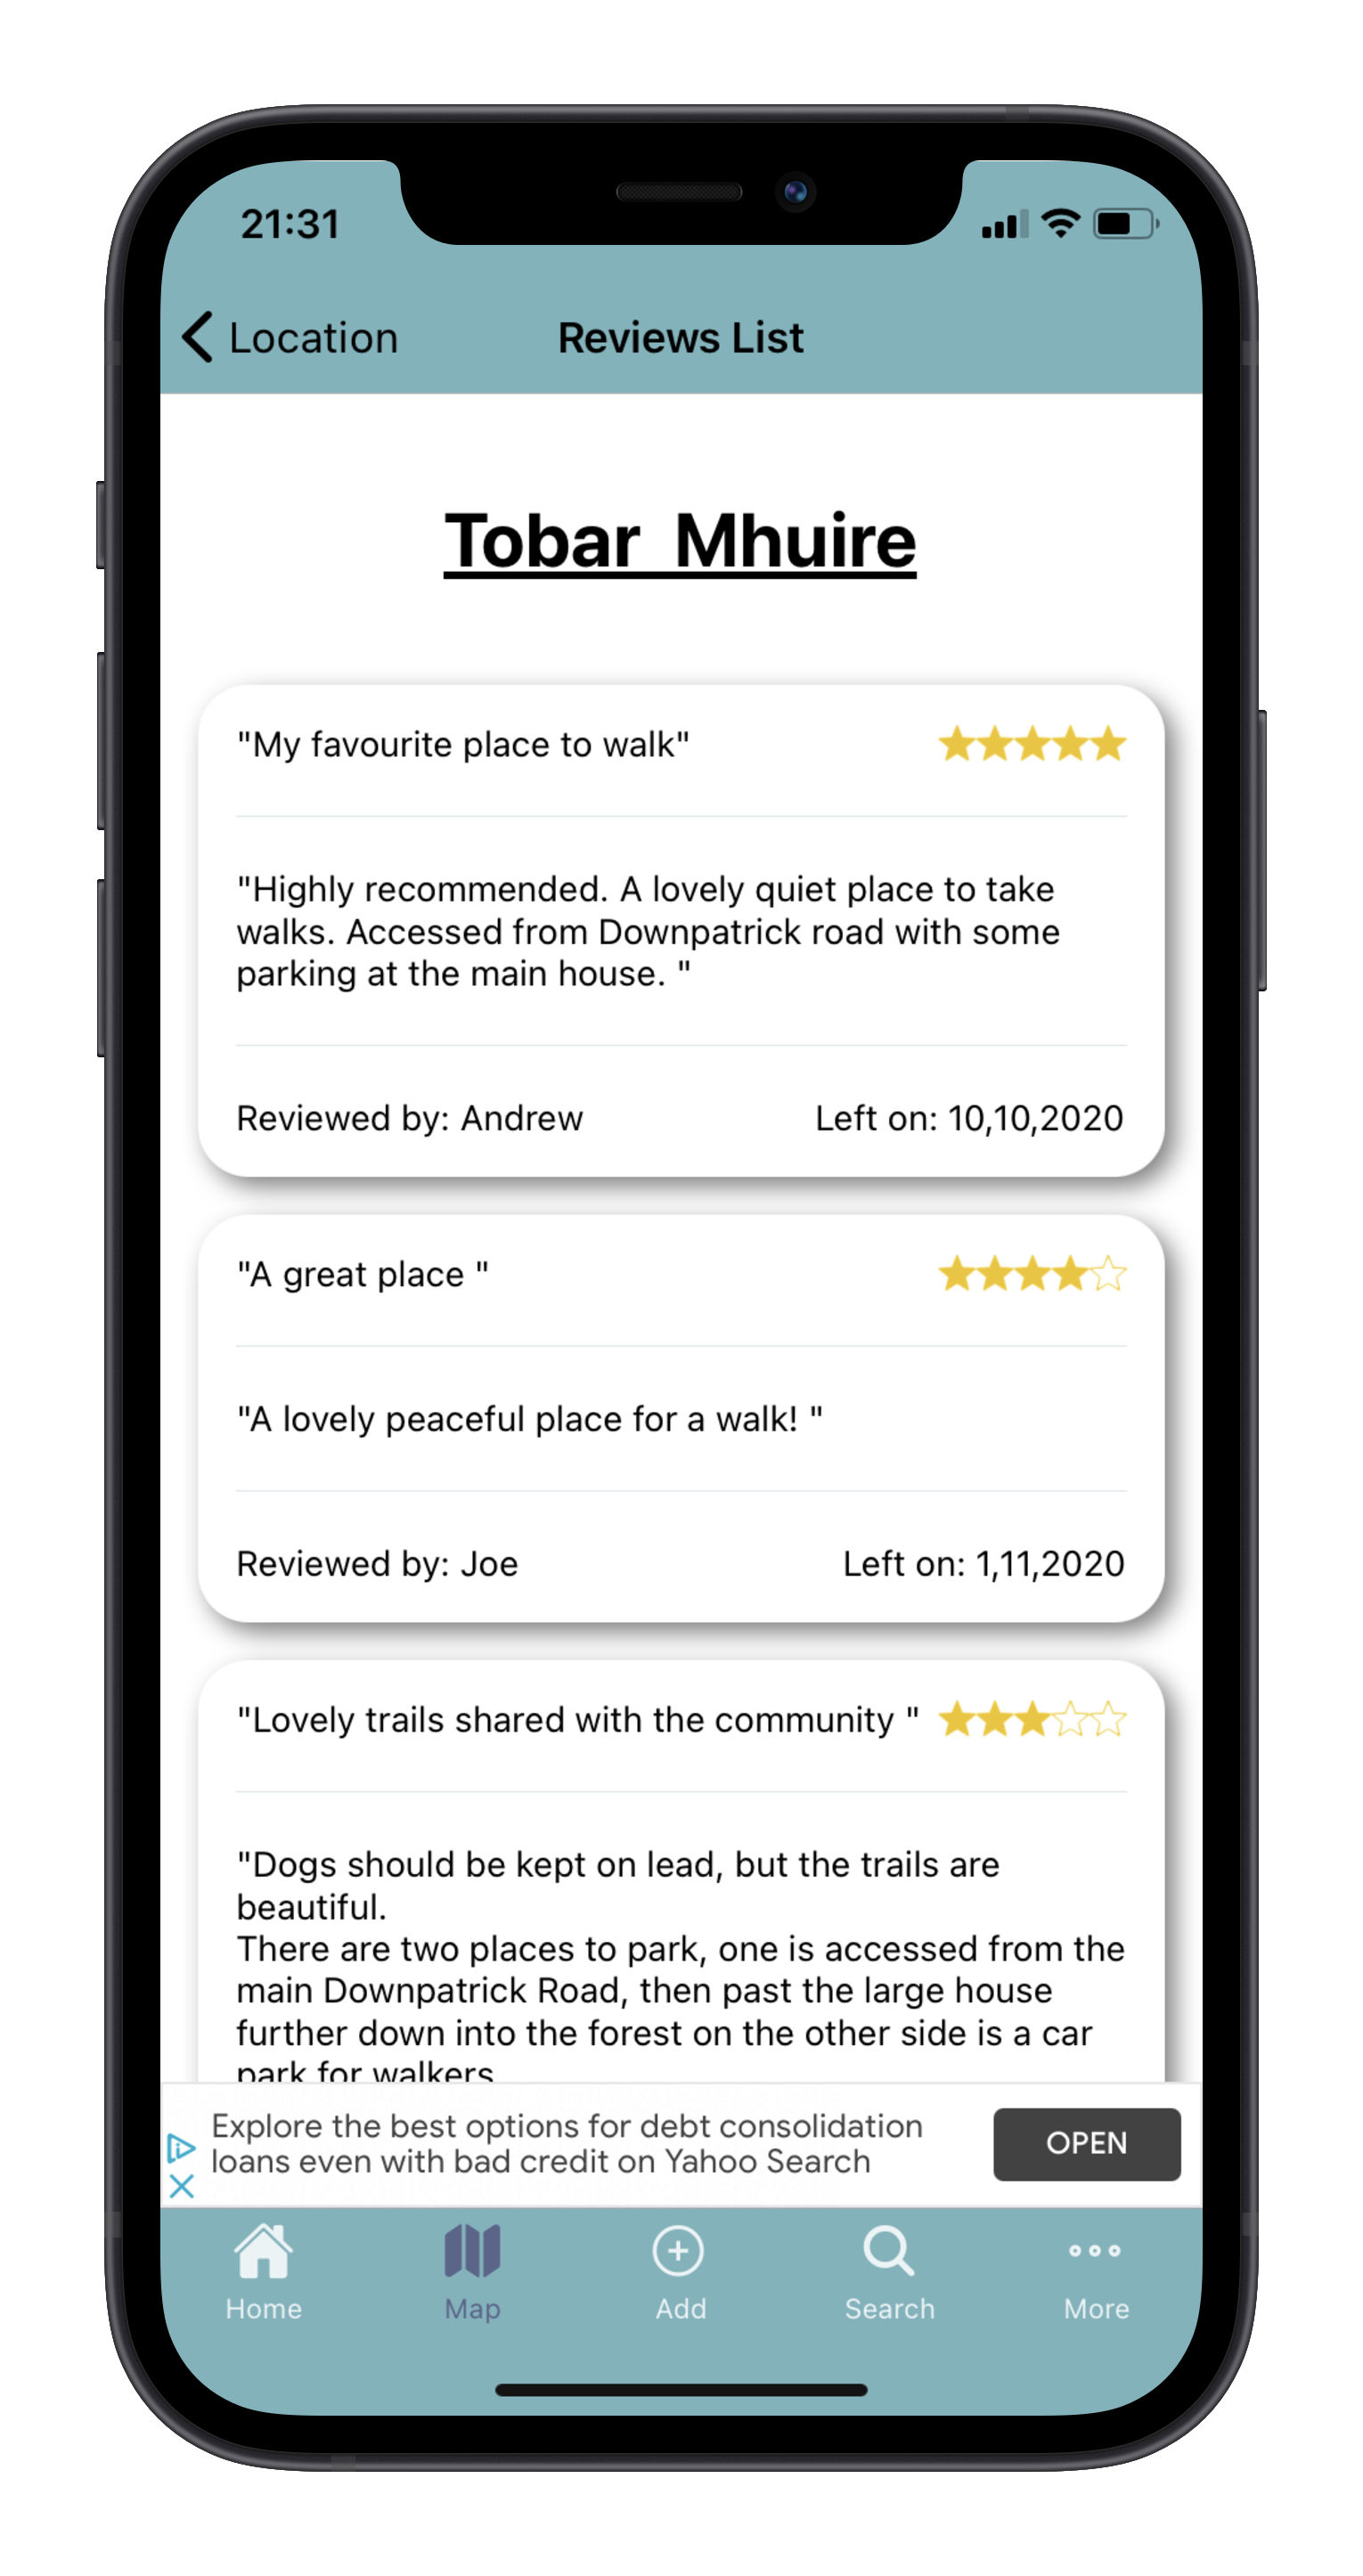 21:31
Location
Reviews List
Tobar  Mhuire
"My favourite place to walk"
"Highly recommended. A lovely quiet place to take
walks. Accessed from Downpatrick road with some
parking at the main house. "
Reviewed by: Andrew
Left on: 10,10,2020
"A great place "
"A lovely peaceful place for a walk! "
Reviewed by: Joe
Left on: 1,11,2020
"Lovely trails shared with the community "
"Dogs should be kept on lead, but the trails are
beautiful.
There are two places to park, one is accessed from the
main Downpatrick Road, then past the large house
further down into the forest on the other side is a car
park for walkers
Explore the best options for debt consolidation
loans even with bad credit on Yahoo Search
OPEN
Home
Map
Add
Search
More